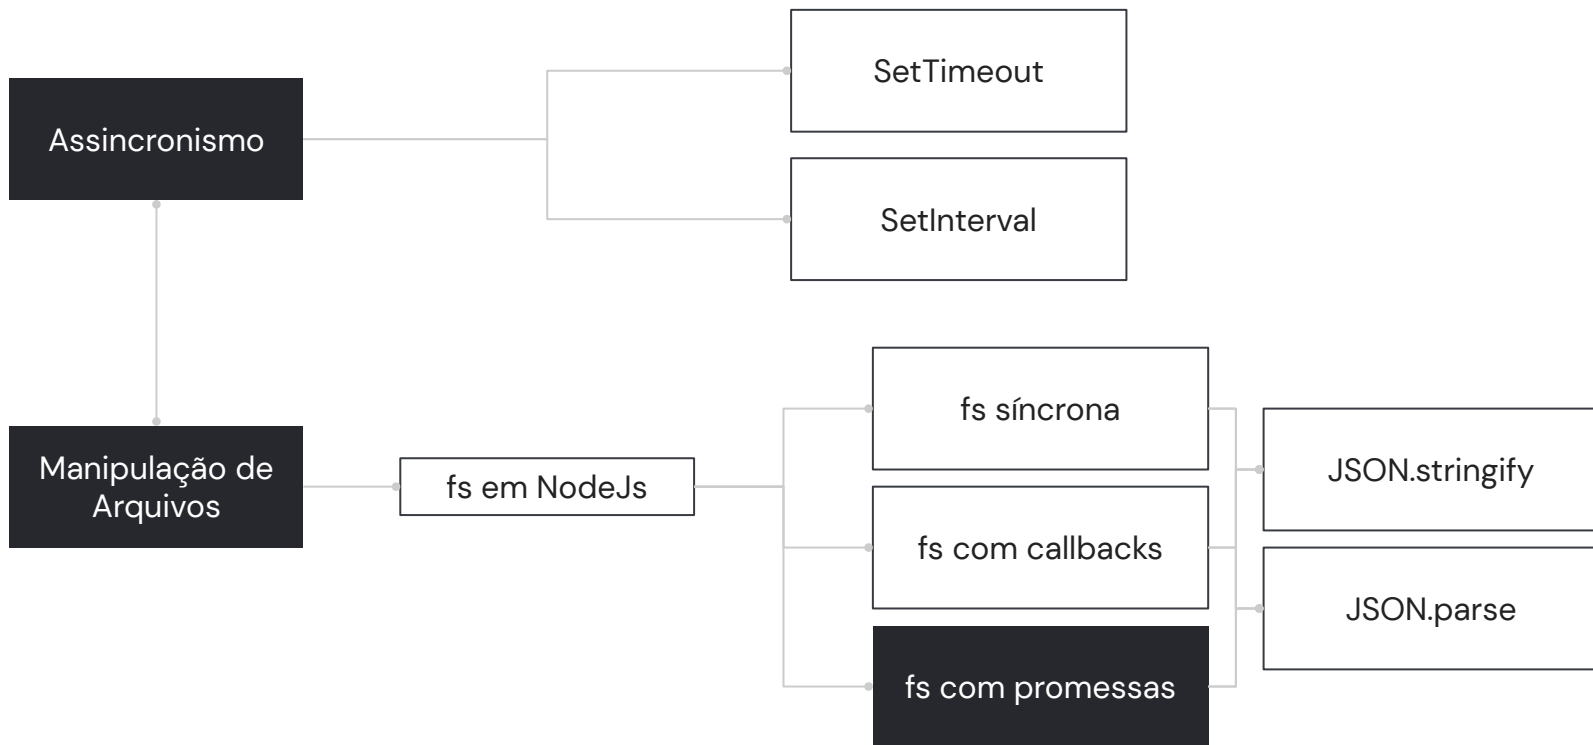 SetTimeout
Assincronismo
SetInterval
fs síncrona
Manipulação de
Arquivos
fs em NodeJs
JSON.stringify
fs com callbacks
JSON.parse
fs com promessas